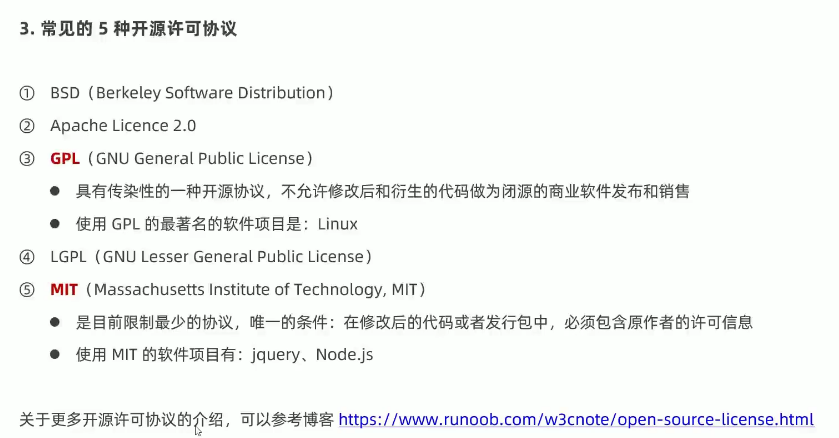 3. 常见的 5 种开源许可协议
① BSD（Berkeley Software Distribution）
② Apache Licence 2.0
③ GPL（GNU General Public License）
● 具有传染性的一种开源协议，不允许修改后和衍生的代码做为闭源的商业软件发布和销售
● 使用 GPL 的最著名的软件项目是：Linux
④ LGPL（GNU Lesser General Public License）
⑤ MIT（Massachusetts Institute of Technology, MIT）
● 是目前限制最少的协议，唯一的条件：在修改后的代码或者发行包中，必须包含原作者的许可信息
● 使用 MIT 的软件项目有：jquery、Node.js
关于更多开源许可协议的介绍，可以参考博客 https://www.runoob.com/w3cnote/open-source-license.html